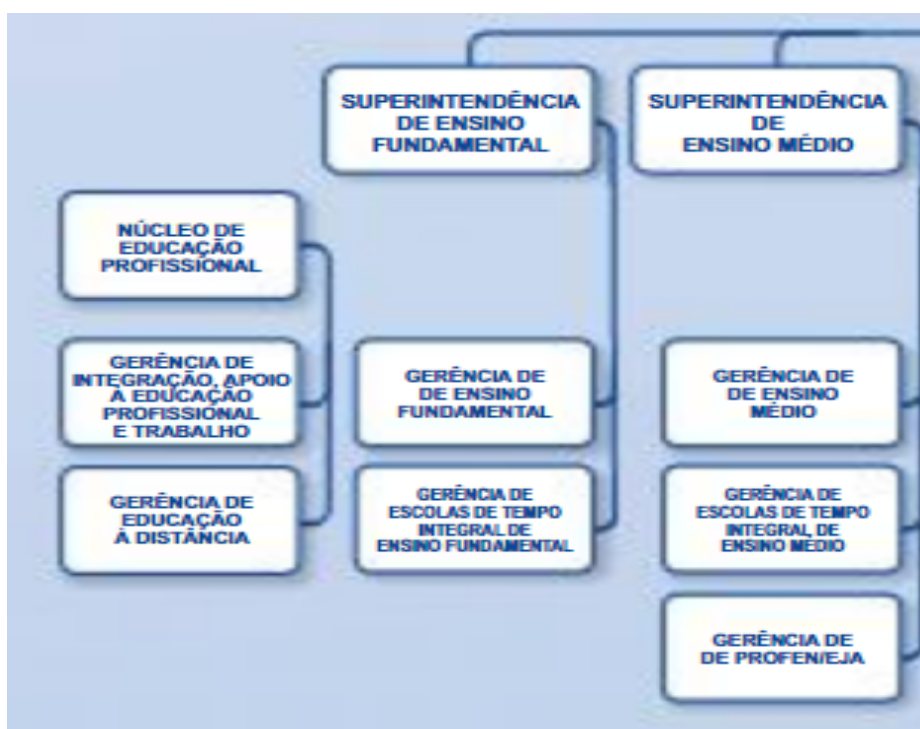 SUPERINTENDÊNCIA
DE ENSINO
FUNDAMENTAL
SUPERINTENDÊNCIA
DE
ENSINO MÉDIO
NÚCLEO DE
EDUCAÇÃO
PROFISSIONAL
GERÊNCIA DE
INTEGRAÇÃO, APOIO
À EDUCAÇÃO
PROFISSIONAL
E TRABALHO
GERÊNCIA DE
DE ENSINO
FUNDAMENTAL
GERÊNCIA DE
DE ENSINO
MÉDIO
GERÊNCIA DE
EDUCAÇÃO
À DISTÂNCIA
GERÊNCIA DE
ESCOLAS DE TEMPO
INTEGRAL DE
ENSINO FUNDAMENTAL
GERÊNCIA DE
ESCOLAS DE TEMPO
INTEGRAL DE
ENSINO MÉDIO
GERÊNCIA DE
DE PROFEN/EJA